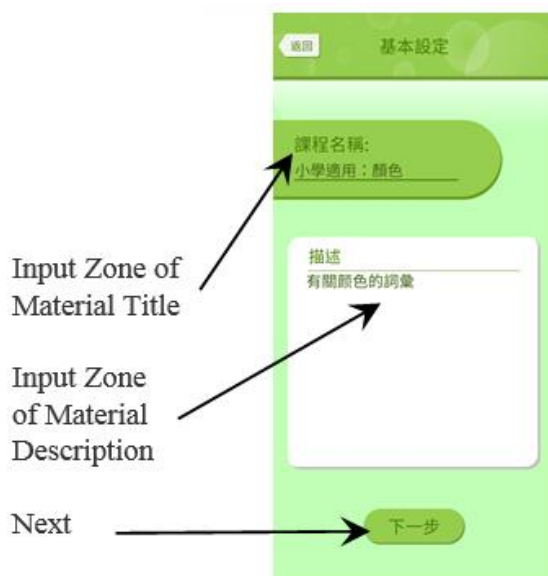 返回
基本設定
課程名稱:
小學適用：顏色
Input Zone of
Material Title
描述
有關颜色的詞彙
Input Zone
of Material
Description
Next
下一步